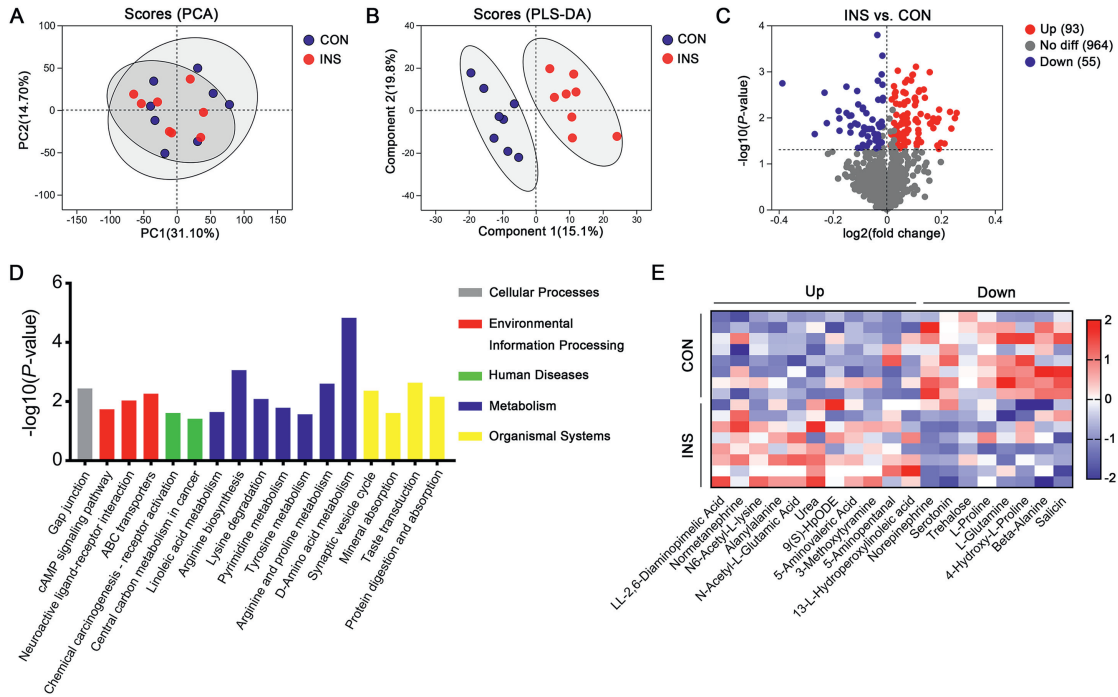 A
Scores (PCA)
CON
INS
PC2(14.70%)
100
50
0
-50
-100
-150
-100
-50
0
50
100
150
PC1(31.10%)
B
Scores (PLS-DA)
CON
INS
Component 2(19.8%)
40
20
0
-20
-40
-30
-20
-10
0
10
20
30
Component 1(15.1%)
C
INS vs. CON
Up (93)
No diff (964)
Down (55)
-log10(P-value)
4.0
3.0
2.0
1.0
0.0
-0.4
-0.2
0
0.2
0.4
log2(fold change)
D
-log10(P-value)
6
4
2
0
Cellular Processes
Environmental
Information Processing
Human Diseases
Metabolism
Organismal Systems
Gap junction
cAMP signaling pathway
Neuroactive ligand-receptor interaction
ABC transporters
Chemical carcinogenesis - receptor activation
Central carbon metabolism in cancer
Linoleic acid metabolism
Arginine biosynthesis
Lysine degradation
Pyrimidine metabolism
Tyrosine metabolism
Arginine and proline metabolism
D-Amino acid metabolism
Synaptic vesicle cycle
Mineral absorption
Taste transduction
Protein digestion and absorption
E
Up
Down
CON
INS
2
1
0
-1
-2
LL-2,6-Diaminopimelic Acid
Normetanephrine
N6-Acetyl-L-lysine
Alanylalanine
N-Acetyl-L-Glutamic Acid
Urea
9(S)-HpODE
5-Aminovaleric Acid
3-Methoxytyramine
5-Aminopentanal
13-L-Hydroperoxylinoleic acid
Norepinephrine
Serotonin
Trehalose
L-Proline
L-Glutamine
4-Hydroxy-L-Proline
Beta-Alanine
Salicin